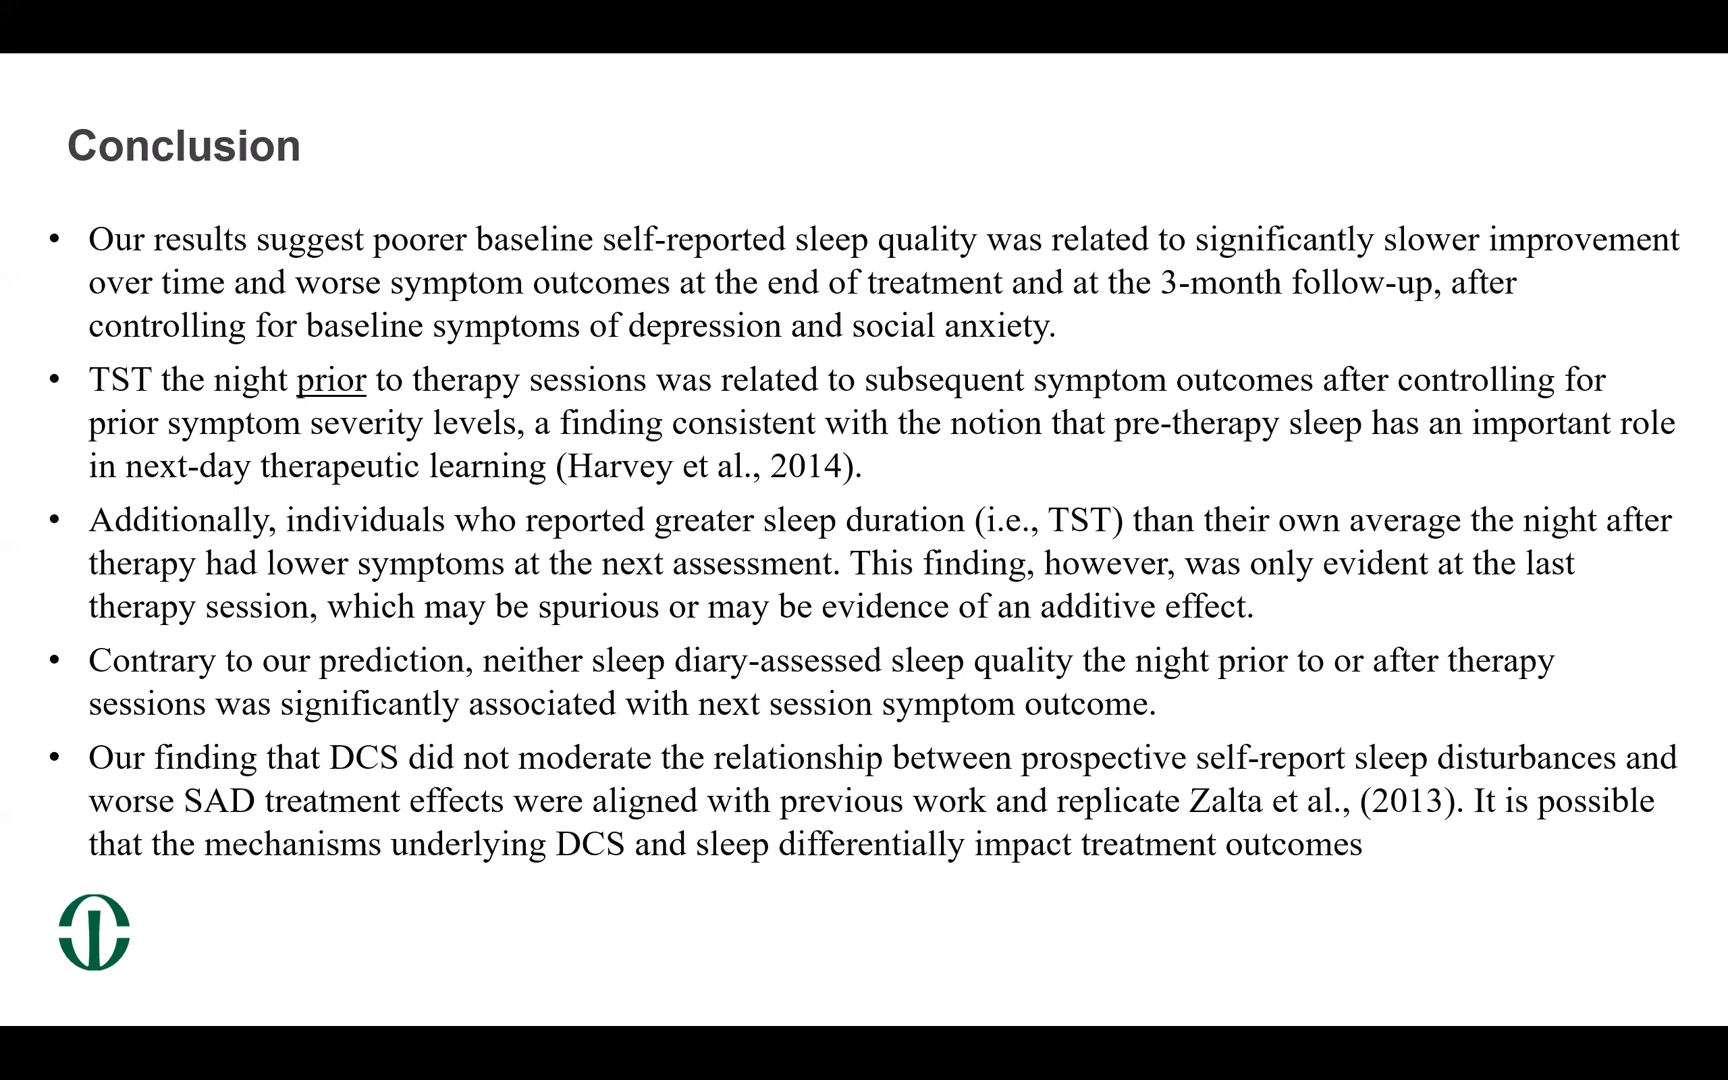 Conclusion
• Our results suggest poorer baseline self-reported sleep quality was related to significantly slower improvement
over time and worse symptom outcomes at the end of treatment and at the 3-month follow-up, after
controlling for baseline symptoms of depression and social anxiety.
• TST the night prior to therapy sessions was related to subsequent symptom outcomes after controlling for
prior symptom severity levels, a finding consistent with the notion that pre-therapy sleep has an important role
in next-day therapeutic learning (Harvey et al., 2014).
• Additionally, individuals who reported greater sleep duration (i.e., TST) than their own average the night after
therapy had lower symptoms at the next assessment. This finding, however, was only evident at the last
therapy session, which may be spurious or may be evidence of an additive effect.
• Contrary to our prediction, neither sleep diary-assessed sleep quality the night prior to or after therapy
sessions was significantly associated with next session symptom outcome.
• Our finding that DCS did not moderate the relationship between prospective self-report sleep disturbances and
worse SAD treatment effects were aligned with previous work and replicate Zalta et al., (2013). It is possible
that the mechanisms underlying DCS and sleep differentially impact treatment outcomes